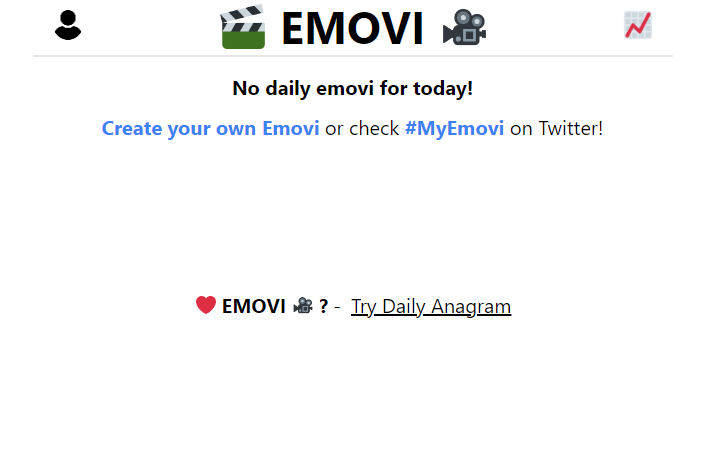 EMOVI
No daily emovi for today!
Create your own Emovi or check #MyEmovi on Twitter!
EMOVI ? - Try Daily Anagram